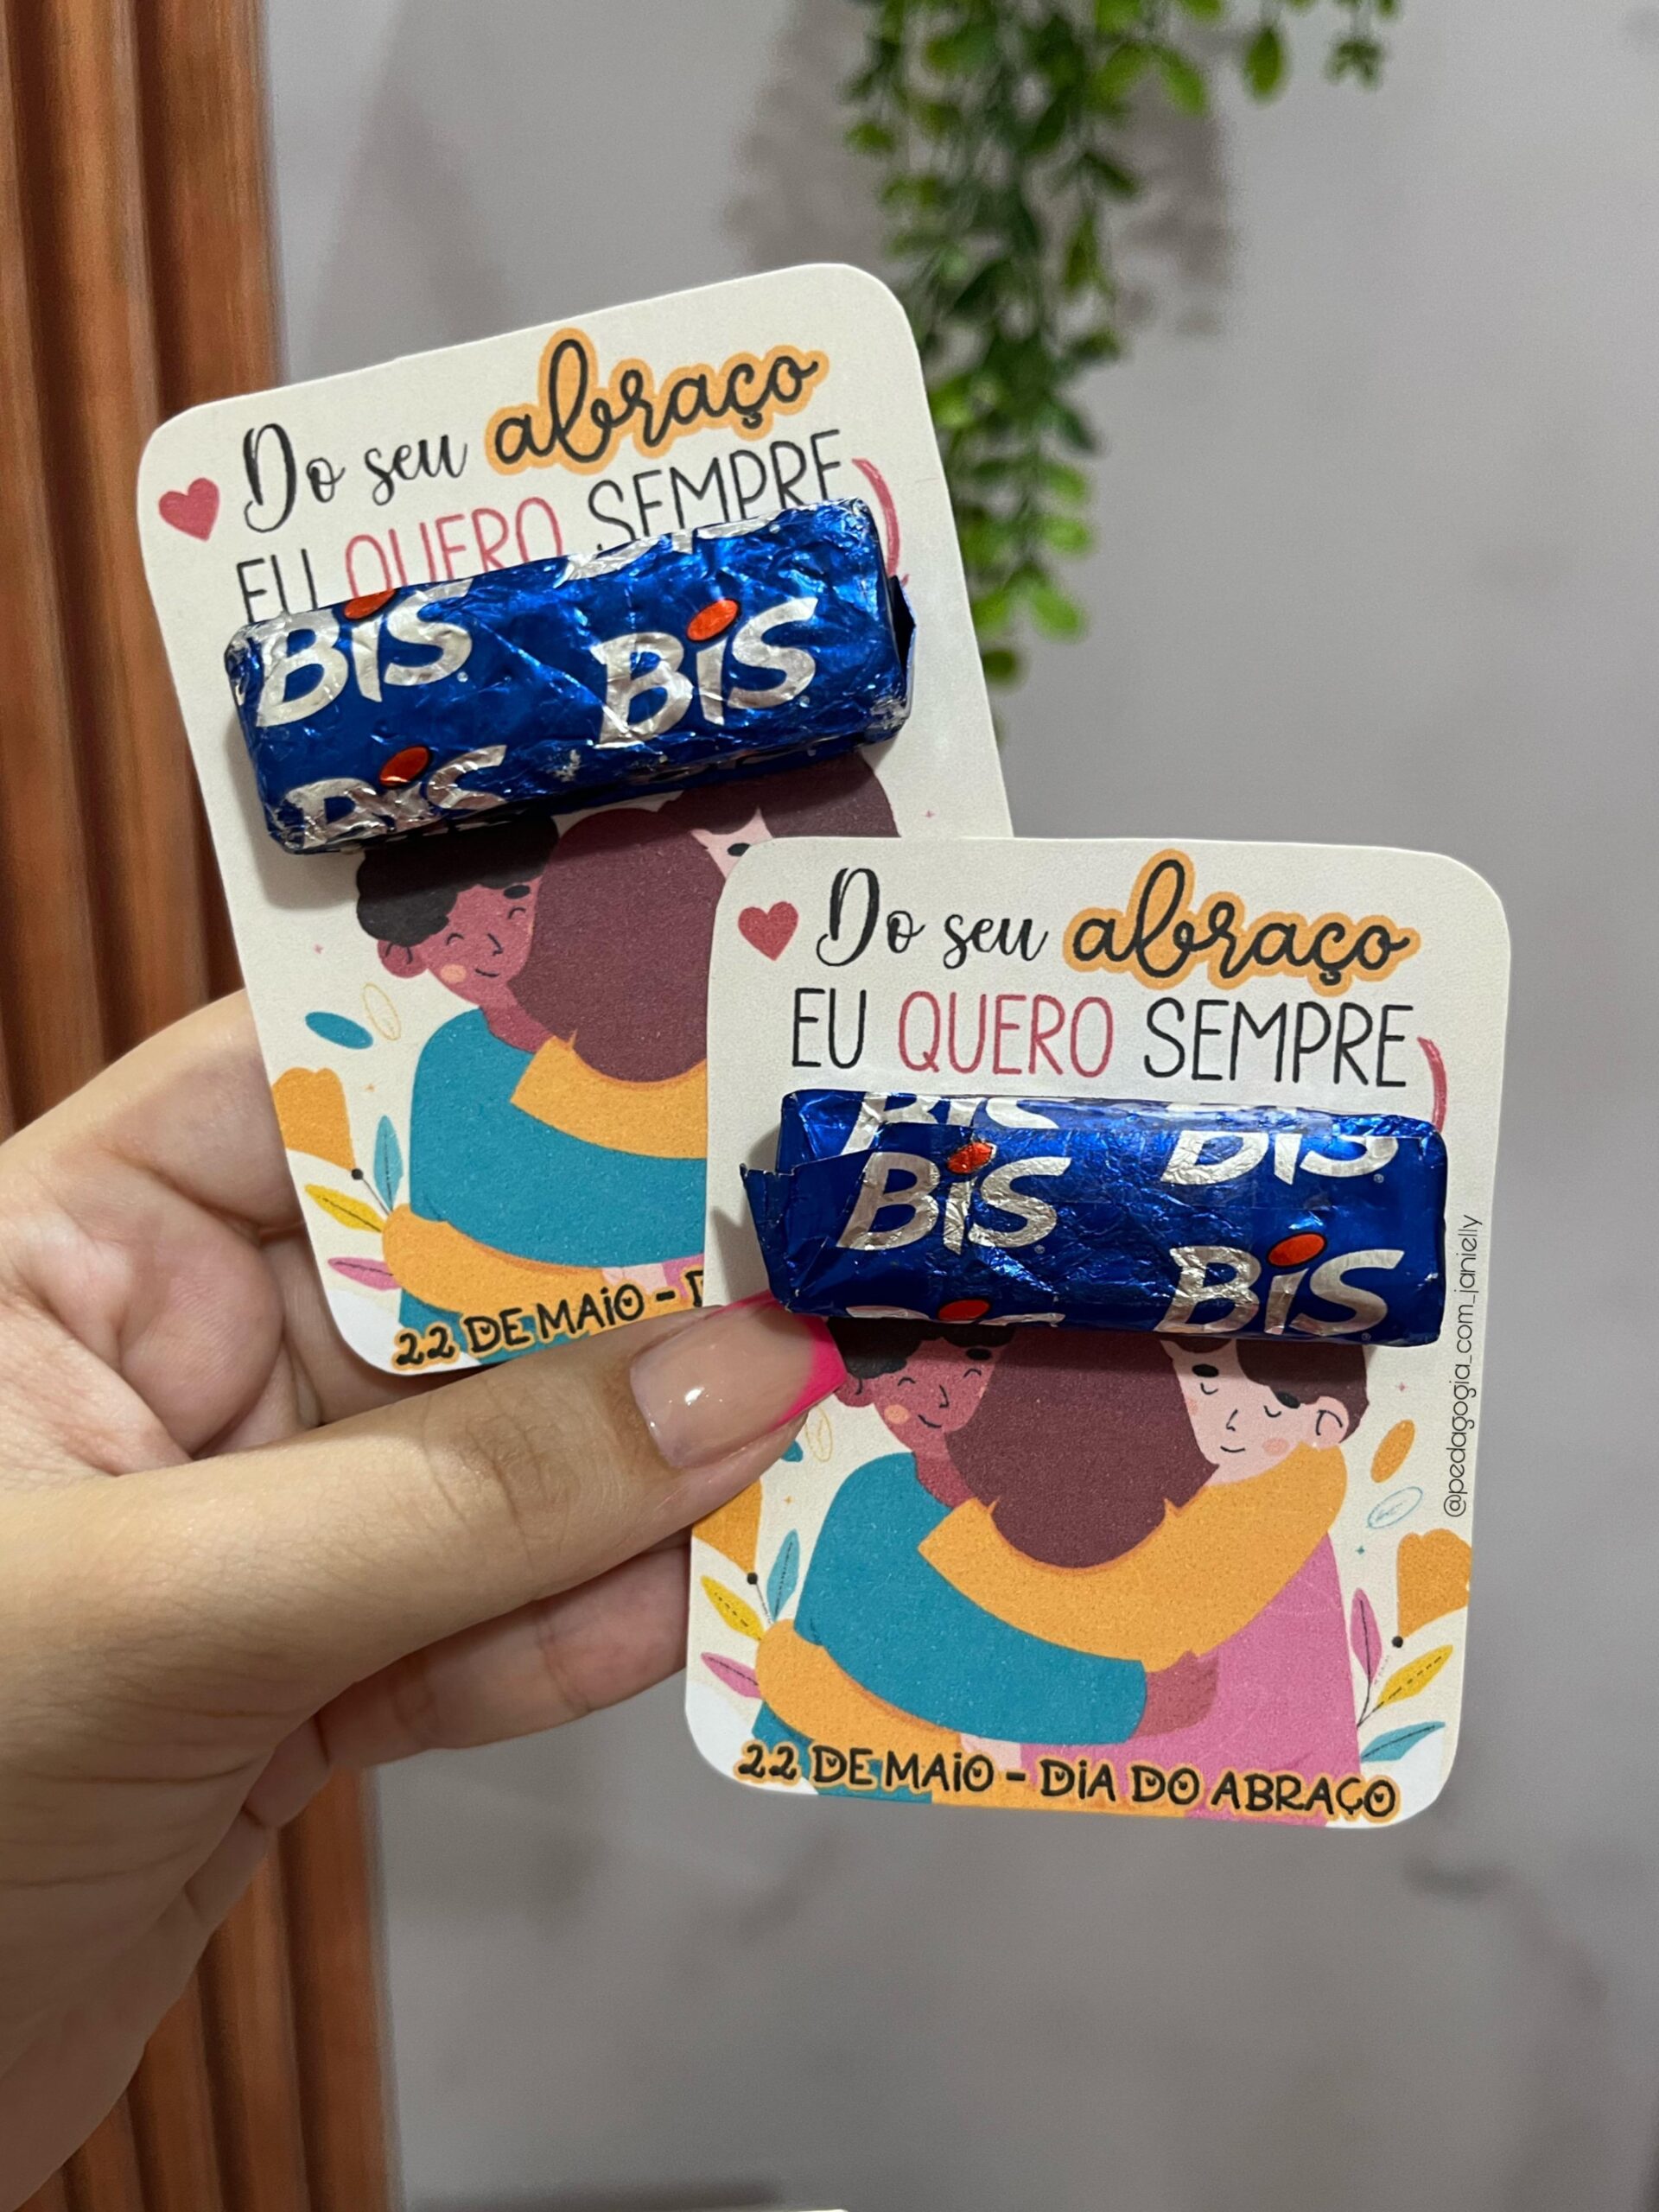 Do seu abraço
EU QUERO SEMPRE
BIS
BIS
BIS
22 DE MAIO -
Do seu abraço
EU QUERO SEMPRE
BIS
BIS
BIS
BIS
22 DE MAIO - DIA DO ABRAÇO
@pedagogia_com_janielly